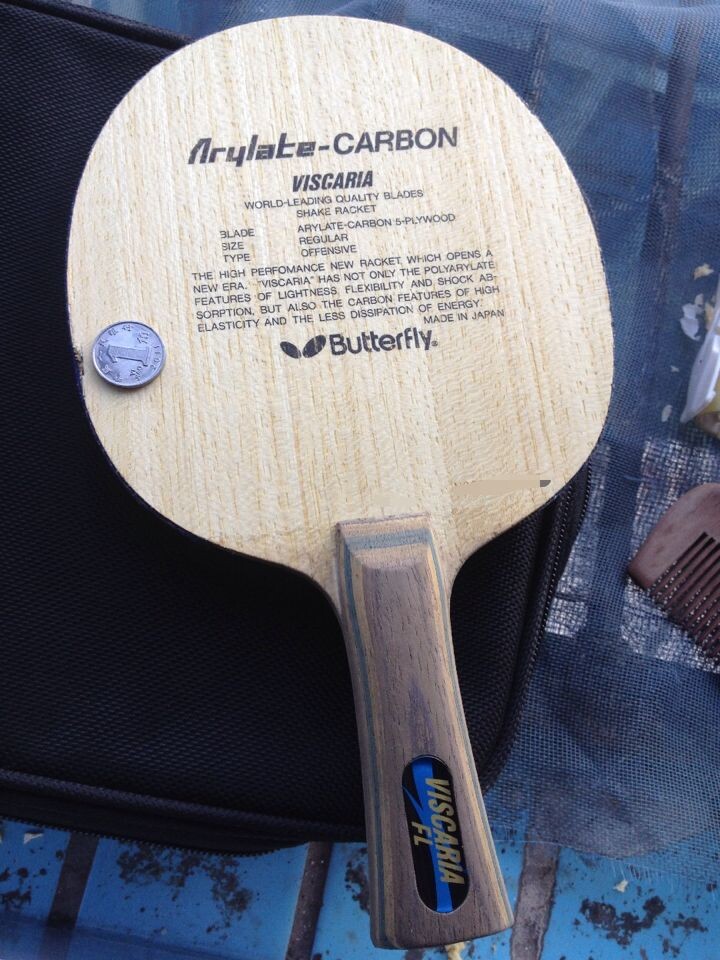 Arylate-CARBON
VISCARIA
WORLD-LEADING QUALITY BLADES
SHAKE RACKET
BLADE ARYLATE-CARBON 5-PLYWOOD
SIZE REGULAR
TYPE OFFENSIVE
THE HIGH PERFOMANCE NEW RACKET, WHICH OPENS A
NEW ERA. "VISCARIA" HAS NOT ONLY THE POLYARYLATE
FEATURES OF LIGHTNESS, FLEXIBILITY AND SHOCK AB-
SORPTION, BUT ALSO THE CARBON FEATURES OF HIGH
ELASTICITY AND THE LESS DISSIPATION OF ENERGY.
MADE IN JAPAN
Butterfly®
1
角
VISCARIA
FL